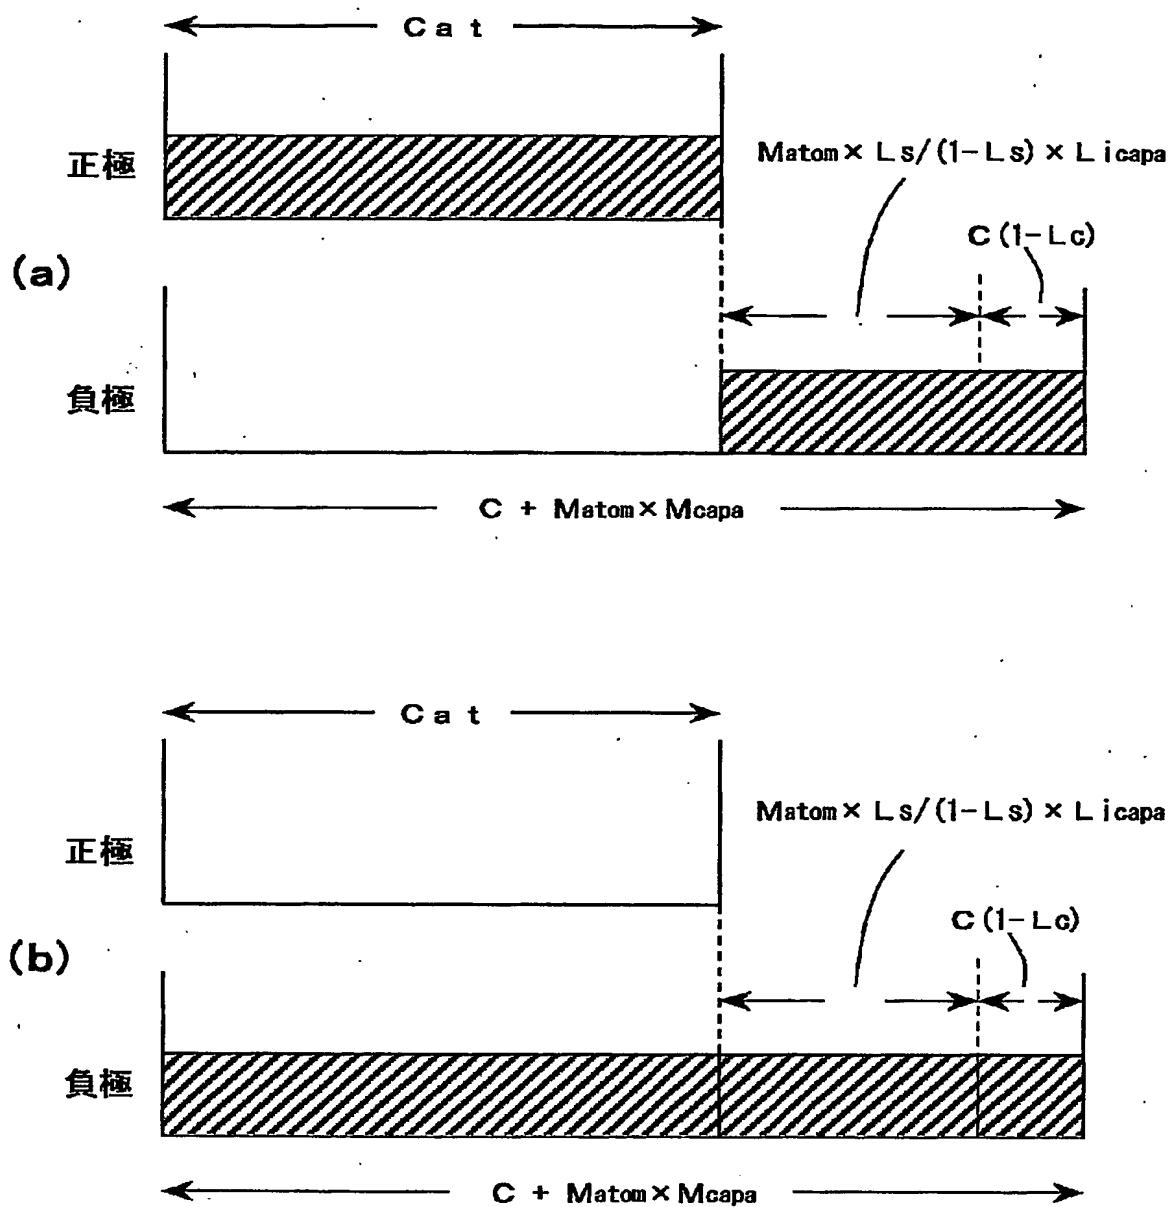 Cat
正極
Matom× Ls/(1-Ls) × Licapa
C(1-Lc)
(a)
負極
C + Matom× Mcapa
Cat
正極
Matom× Ls/(1-Ls) × Licapa
C(1-Lc)
(b)
負極
C + Matom× Mcapa